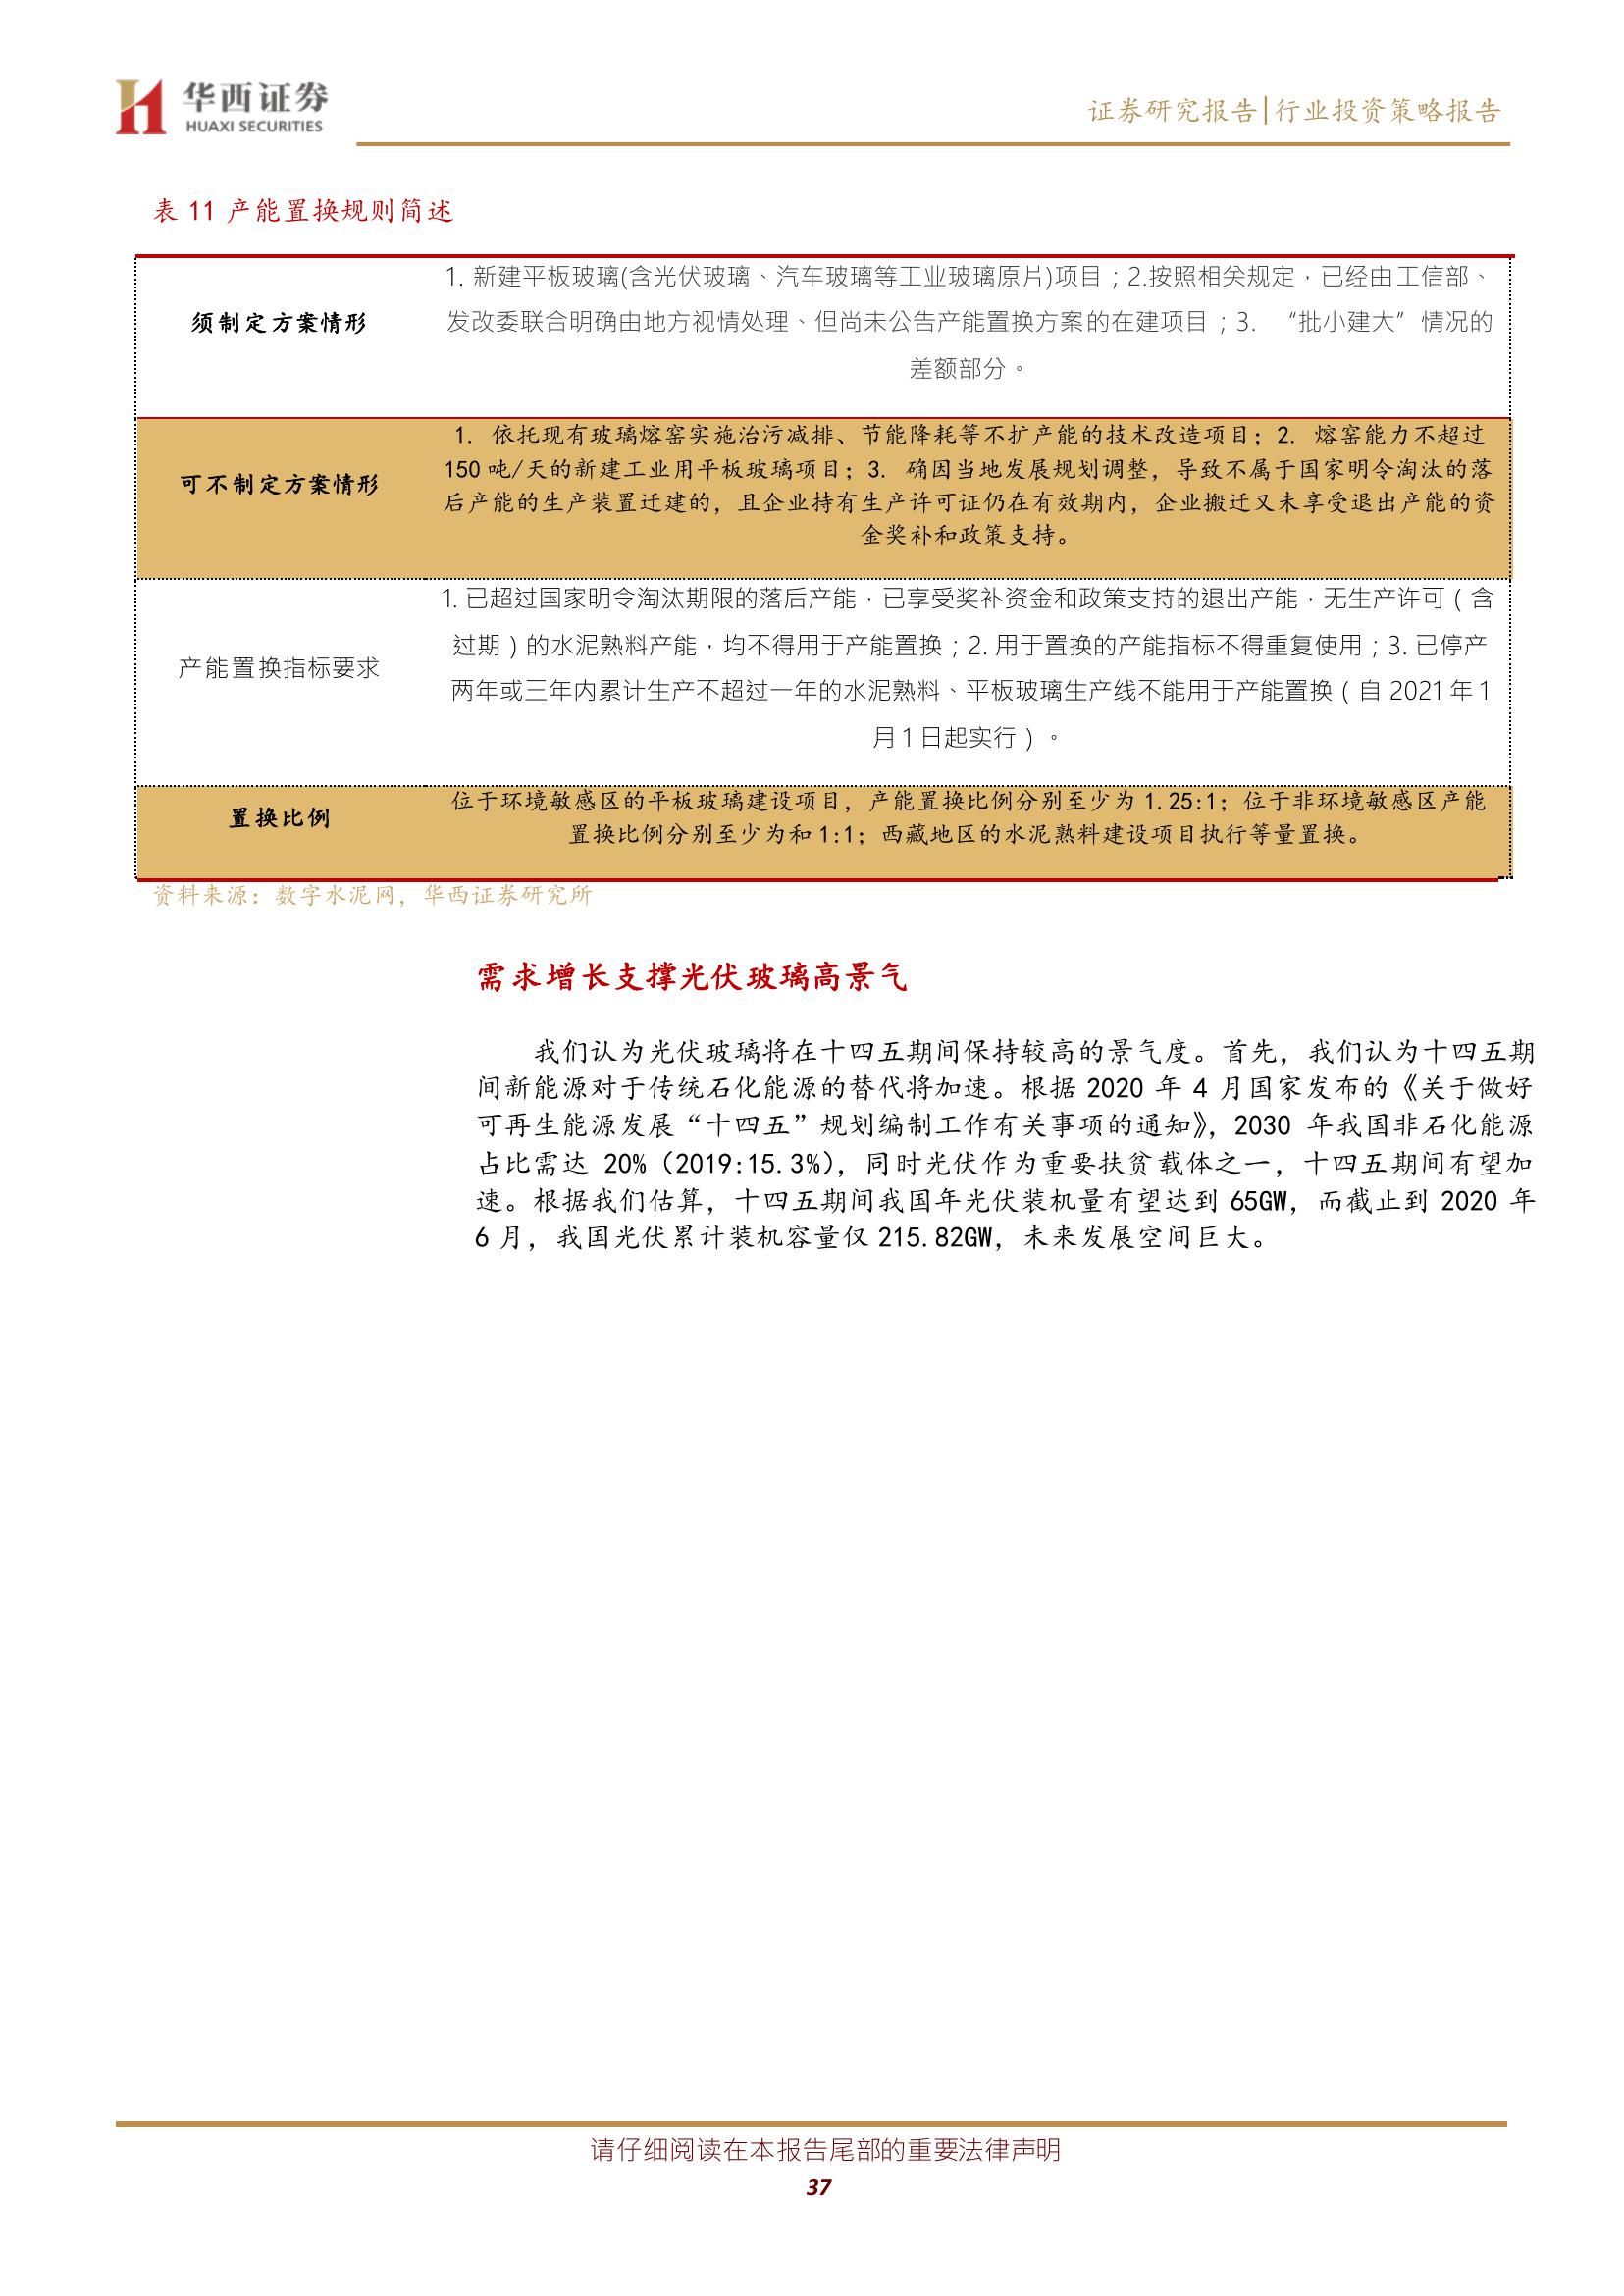 华西证券
HUAXI SECURITIES
证券研究报告|行业投资策略报告
表 11 产能置换规则简述
须制定方案情形
1. 新建平板玻璃(含光伏玻璃、汽车玻璃等工业玻璃原片)项目；2.按照相关规定，已经由工信部、
发改委联合明确由地方视情处理、但尚未公告产能置换方案的在建项目；3. “批小建大”情况的
差额部分。
可不制定方案情形
1. 依托现有玻璃熔窑实施治污减排、节能降耗等不扩产能的技术改造项目；2. 熔窑能力不超过
150 吨/天的新建工业用平板玻璃项目；3. 确因当地发展规划调整，导致不属于国家明令淘汰的落
后产能的生产装置迁建的，且企业持有生产许可证仍在有效期内，企业搬迁又未享受退出产能的资
金奖补和政策支持。
产能置换指标要求
1. 已超过国家明令淘汰期限的落后产能，已享受奖补资金和政策支持的退出产能，无生产许可（含
过期）的水泥熟料产能，均不得用于产能置换；2. 用于置换的产能指标不得重复使用；3. 已停产
两年或三年内累计生产不超过一年的水泥熟料、平板玻璃生产线不能用于产能置换（自 2021 年 1
月 1 日起实行）。
置换比例
位于环境敏感区的平板玻璃建设项目，产能置换比例分别至少为 1.25:1；位于非环境敏感区产能
置换比例分别至少为和 1:1；西藏地区的水泥熟料建设项目执行等量置换。
资料来源：数字水泥网，华西证券研究所
需求增长支撑光伏玻璃高景气
我们认为光伏玻璃将在十四五期间保持较高的景气度。首先，我们认为十四五期
间新能源对于传统石化能源的替代将加速。根据 2020 年 4 月国家发布的《关于做好
可再生能源发展“十四五”规划编制工作有关事项的通知》，2030 年我国非石化能源
占比需达 20%（2019:15.3%），同时光伏作为重要扶贫载体之一，十四五期间有望加
速。根据我们估算，十四五期间我国年光伏装机量有望达到 65GW，而截止到 2020 年
6 月，我国光伏累计装机容量仅 215.82GW，未来发展空间巨大。
请仔细阅读在本报告尾部的重要法律声明
37